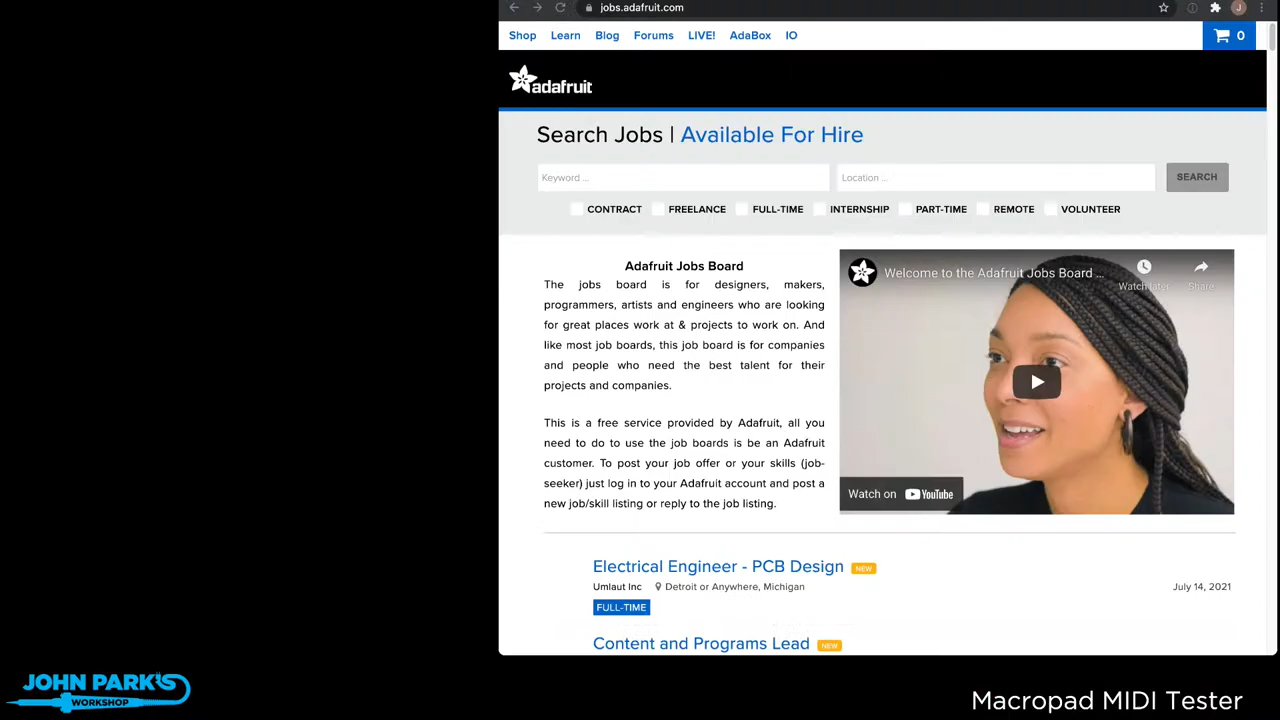 jobs.adafruit.com
J
Shop Learn Blog Forums LIVE! AdaBox IO
0
adafruit
Search Jobs | Available For Hire
Keyword ... Location ... SEARCH
CONTRACT FREELANCE FULL-TIME INTERNSHIP PART-TIME REMOTE VOLUNTEER
Adafruit Jobs Board
The jobs board is for designers, makers,
programmers, artists and engineers who are looking
for great places work at & projects to work on. And
like most job boards, this job board is for companies
and people who need the best talent for their
projects and companies.
This is a free service provided by Adafruit, all you
need to do to use the job boards is be an Adafruit
customer. To post your job offer or your skills (job-
seeker) just log in to your Adafruit account and post a
new job/skill listing or reply to the job listing.
Welcome to the Adafruit Jobs Board ...
Watch later Share
Watch on YouTube
Electrical Engineer - PCB Design NEW
Umlaut Inc Detroit or Anywhere, Michigan July 14, 2021
FULL-TIME
Content and Programs Lead NEW
JOHN PARK'S
WORKSHOP
Macropad MIDI Tester